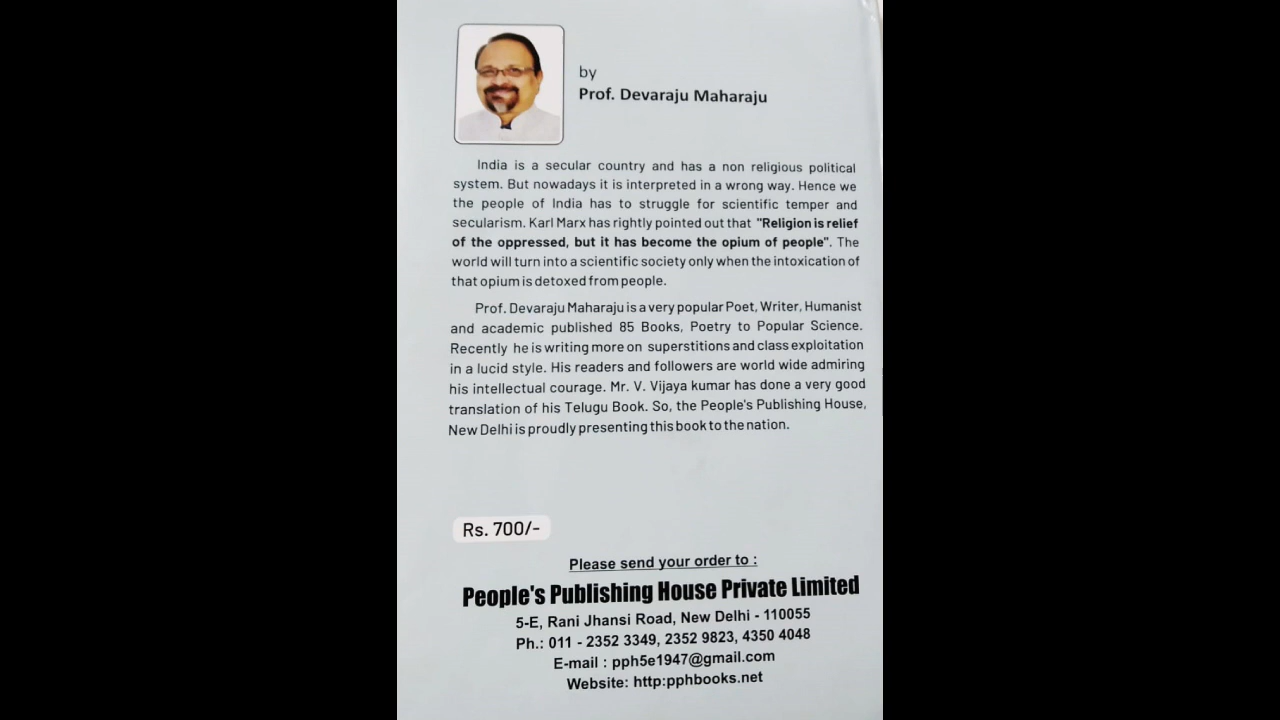 by
Prof. Devaraju Maharaju
India is a secular country and has a non religious political
system. But nowadays it is interpreted in a wrong way. Hence we
the people of India has to struggle for scientific temper and
secularism. Karl Marx has rightly pointed out that "Religion is relief
of the oppressed, but it has become the opium of people". The
world will turn into a scientific society only when the intoxication of
that opium is detoxed from people.
Prof. Devaraju Maharaju is a very popular Poet, Writer, Humanist
and academic published 85 Books, Poetry to Popular Science.
Recently he is writing more on superstitions and class exploitation
in a lucid style. His readers and followers are world wide admiring
his intellectual courage. Mr. V. Vijaya kumar has done a very good
translation of his Telugu Book. So, the People's Publishing House,
New Delhi is proudly presenting this book to the nation.
Rs. 700/-
Please send your order to :
People's Publishing House Private Limited
5-E, Rani Jhansi Road, New Delhi - 110055
Ph.: 011 - 2352 3349, 2352 9823, 4350 4048
E-mail : pph5e1947@gmail.com
Website: http:pphbooks.net